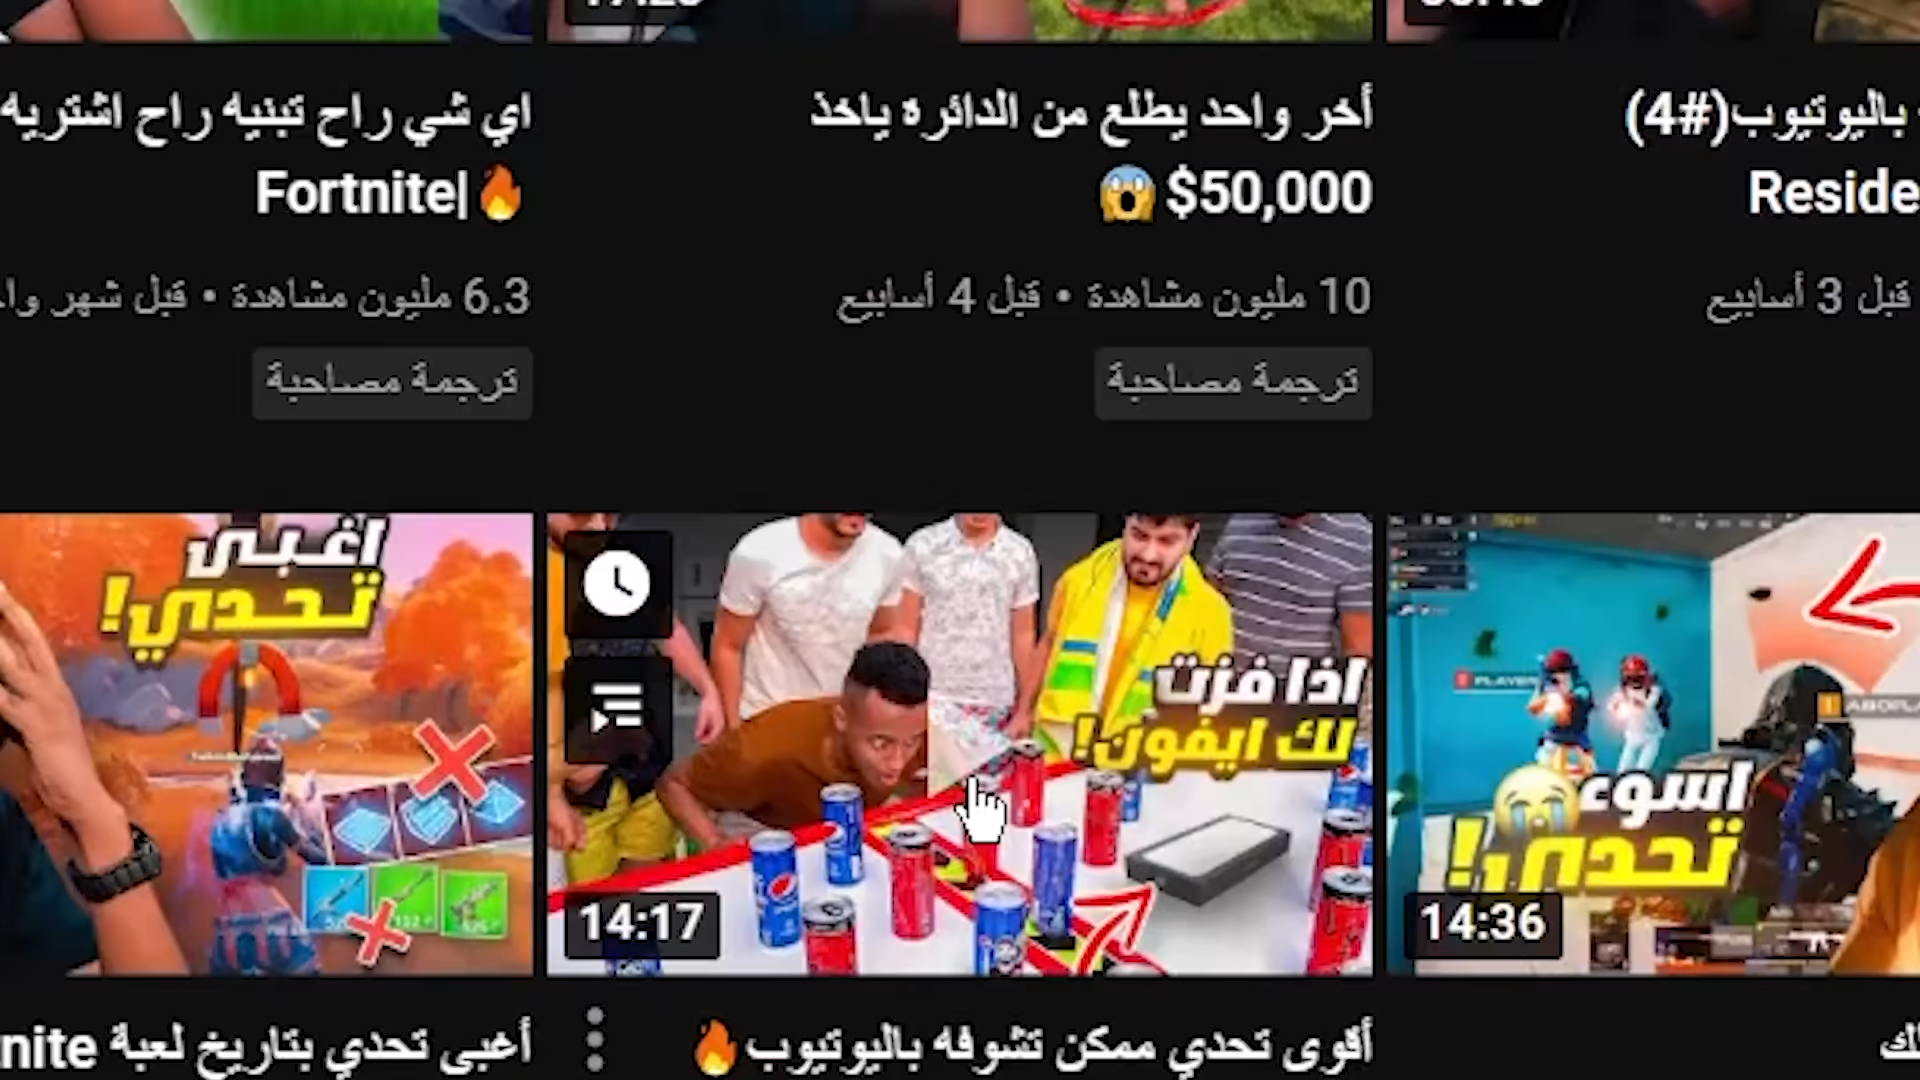 (#4)باليوتيوب
Reside
قبل 3 أسابيع
أخر واحد يطلع من الدائرة ياخذ
$50,000 😱
10 مليون مشاهدة • قبل 4 أسابيع
ترجمة مصاحبة
اي شي راح تبنيه راح اشتريه
🔥|Fortnite
6.3 مليون مشاهدة • قبل شهر
ترجمة مصاحبة
اسوء
تحدي!
14:36
اذا فزت
لك ايفون!
14:17
أقوى تحدي ممكن تشوفه باليوتيوب🔥
اغبى
تحدي!
أغبى تحدي بتاريخ لعبة nite